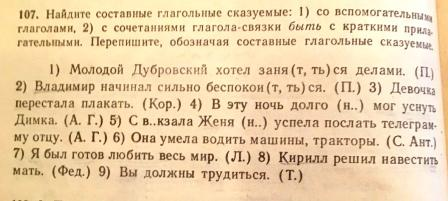 107. Найдите составные глагольные сказуемые: 1) со вспомогательными
глаголами, 2) с сочетаниями глагола-связки быть с краткими прила-
гательными. Перепишите, обозначая составные глагольные сказуемые.
1) Молодой Дубровский хотел заня(т, ть)ся делами. (П.)
2) Владимир начинал сильно беспокои(т, ть)ся. (П.) 3) Девочка
перестала плакать. (Кор.) 4) В эту ночь долго (н..) мог уснуть
Димка. (А. Г.) 5) С в..кзала Женя (н..) успела послать телеграм-
му отцу. (А. Г.) 6) Она умела водить машины, тракторы. (С. Ант.)
7) Я был готов любить весь мир. (Л.) 8) Кирилл решил навестить
мать. (Фед.) 9) Вы должны трудиться. (Т.)